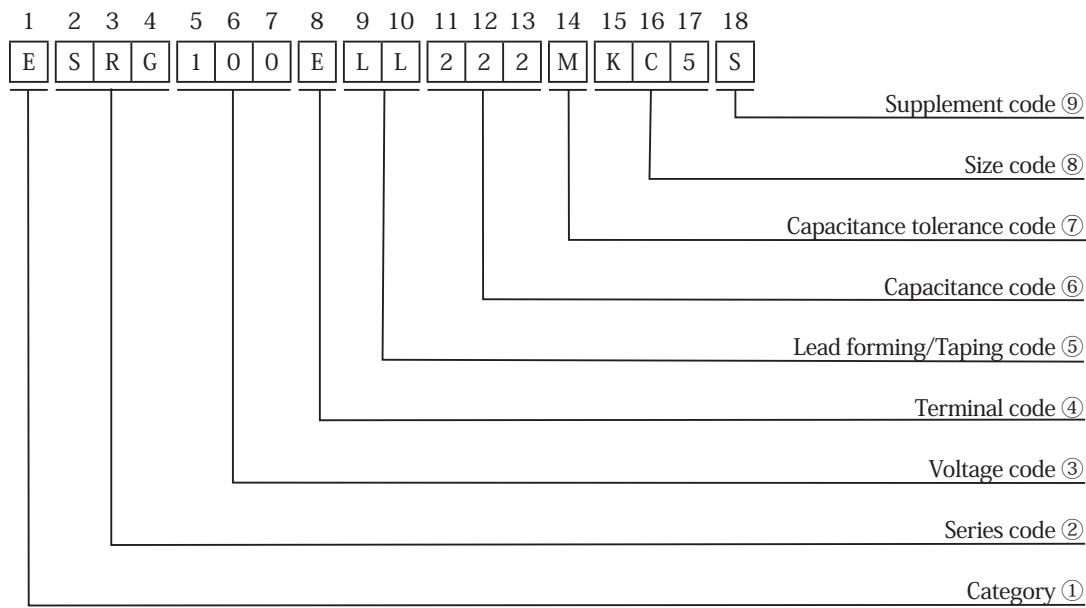 1 2 3 4 5 6 7 8 9 10 11 12 13 14 15 16 17 18
E S R G 1 0 0 E L L 2 2 2 M K C 5 S
Supplement code ⑨
Size code ⑧
Capacitance tolerance code ⑦
Capacitance code ⑥
Lead forming/Taping code ⑤
Terminal code ④
Voltage code ③
Series code ②
Category ①